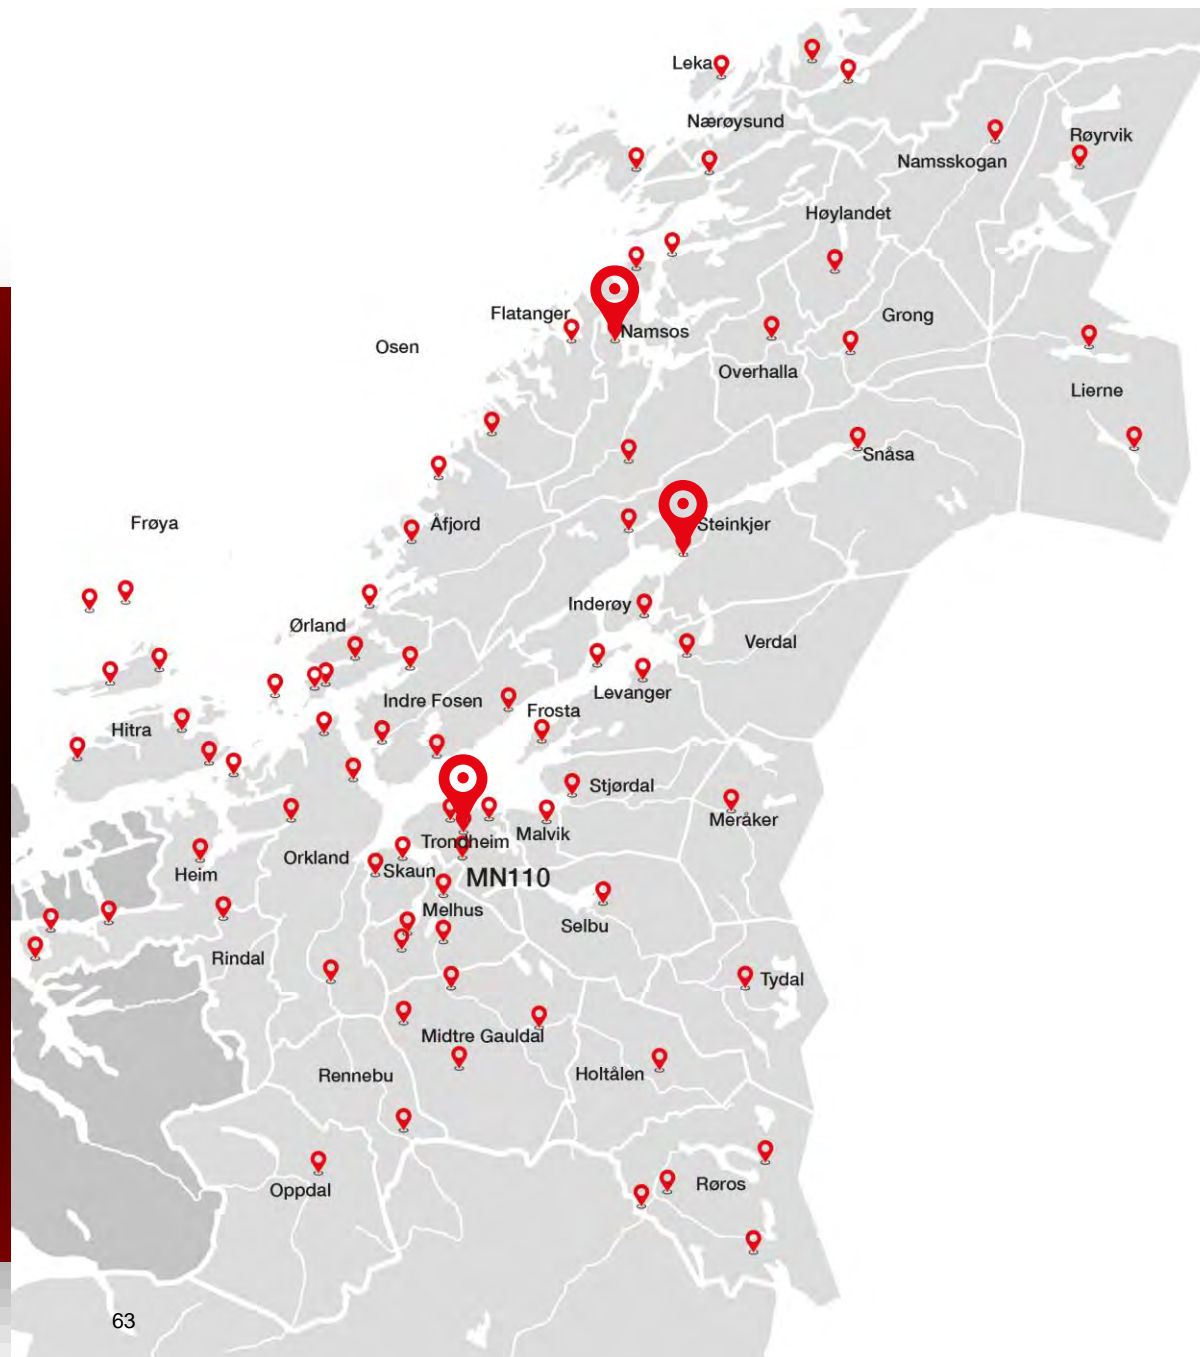 Leka
Nærøysund
Røyrvik
Namsskogan
Høylandet
Flatanger
Grong
Namsos
Osen
Overhalla
Lierne
Snåsa
Frøya
Åfjord
Steinkjer
Inderøy
Ørland
Verdal
Levanger
Indre Fosen
Frosta
Hitra
Stjørdal
Meråker
Malvik
Trondheim
Orkland
Skaun
Heim
MN110
Melhus
Selbu
Rindal
Tydal
Midtre Gauldal
Holtålen
Rennebu
Røros
Oppdal
63